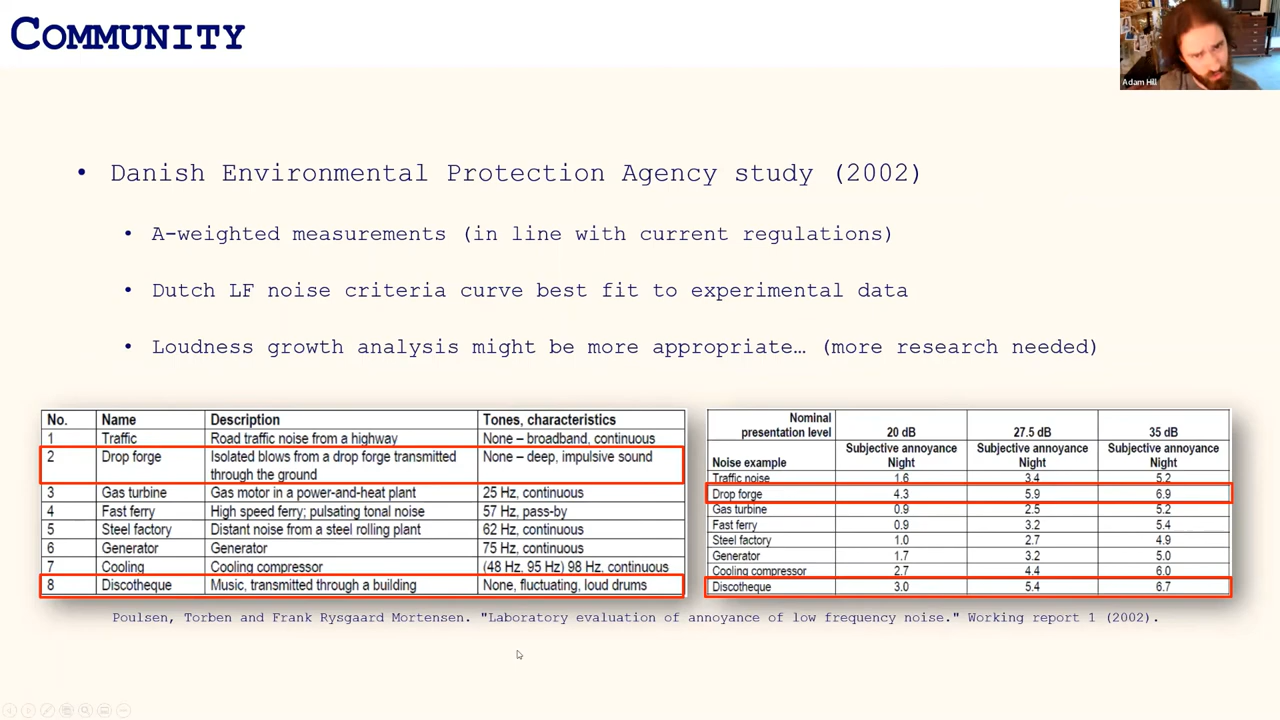 COMMUNITY
Adam Hill
• Danish Environmental Protection Agency study (2002)
• A-weighted measurements (in line with current regulations)
• Dutch LF noise criteria curve best fit to experimental data
• Loudness growth analysis might be more appropriate… (more research needed)
No. Name Description Tones, characteristics
1 Traffic Road traffic noise from a highway None – broadband, continuous
2 Drop forge Isolated blows from a drop forge transmitted None – deep, impulsive sound
through the ground
3 Gas turbine Gas motor in a power-and-heat plant 25 Hz, continuous
4 Fast ferry High speed ferry; pulsating tonal noise 57 Hz, pass-by
5 Steel factory Distant noise from a steel rolling plant 62 Hz, continuous
6 Generator Generator 75 Hz, continuous
7 Cooling Cooling compressor (48 Hz, 95 Hz) 98 Hz, continuous
8 Discotheque Music, transmitted through a building None, fluctuating, loud drums
Nominal
presentation level 20 dB 27.5 dB 35 dB
Subjective annoyance Subjective annoyance Subjective annoyance
Noise example Night Night Night
Traffic noise 1.6 3.4 5.2
Drop forge 4.3 5.9 6.9
Gas turbine 0.9 2.5 5.2
Fast ferry 0.9 3.2 5.4
Steel factory 1.0 2.7 4.9
Generator 1.7 3.2 5.0
Cooling compressor 2.7 4.4 6.0
Discotheque 3.0 5.4 6.7
Poulsen, Torben and Frank Rysgaard Mortensen. "Laboratory evaluation of annoyance of low frequency noise." Working report 1 (2002).